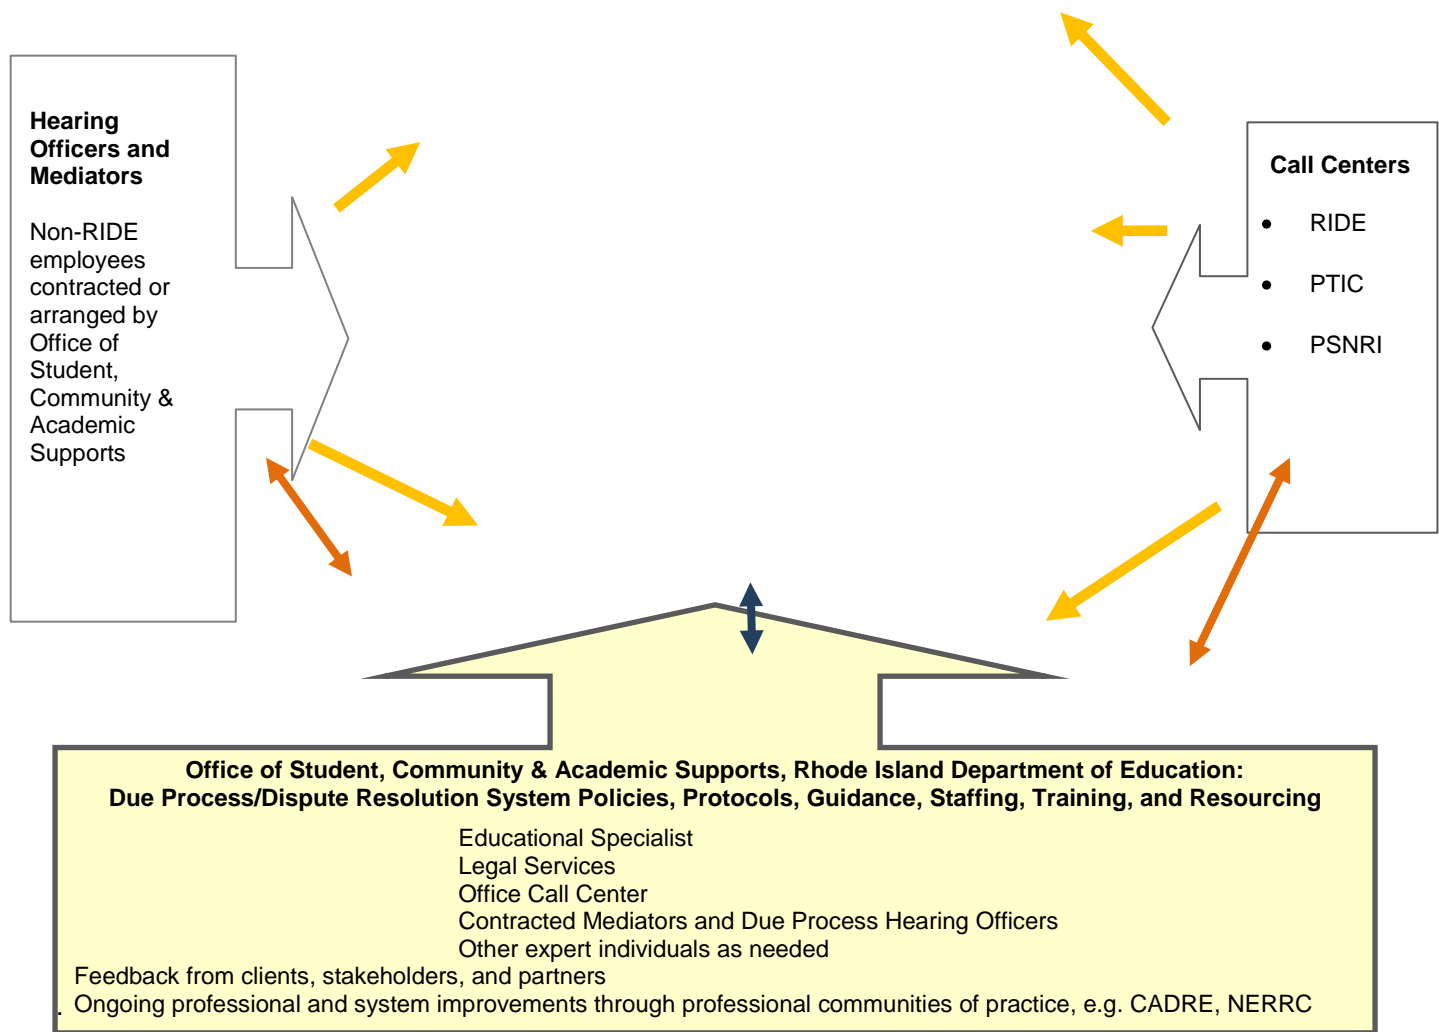 Hearing
Officers and
Mediators
Non-RIDE
employees
contracted or
arranged by
Office of
Student,
Community &
Academic
Supports
Call Centers
• RIDE
• PTIC
• PSNRI
Office of Student, Community & Academic Supports, Rhode Island Department of Education:
Due Process/Dispute Resolution System Policies, Protocols, Guidance, Staffing, Training, and Resourcing
Educational Specialist
Legal Services
Office Call Center
Contracted Mediators and Due Process Hearing Officers
Other expert individuals as needed
Feedback from clients, stakeholders, and partners
. Ongoing professional and system improvements through professional communities of practice, e.g. CADRE, NERRC